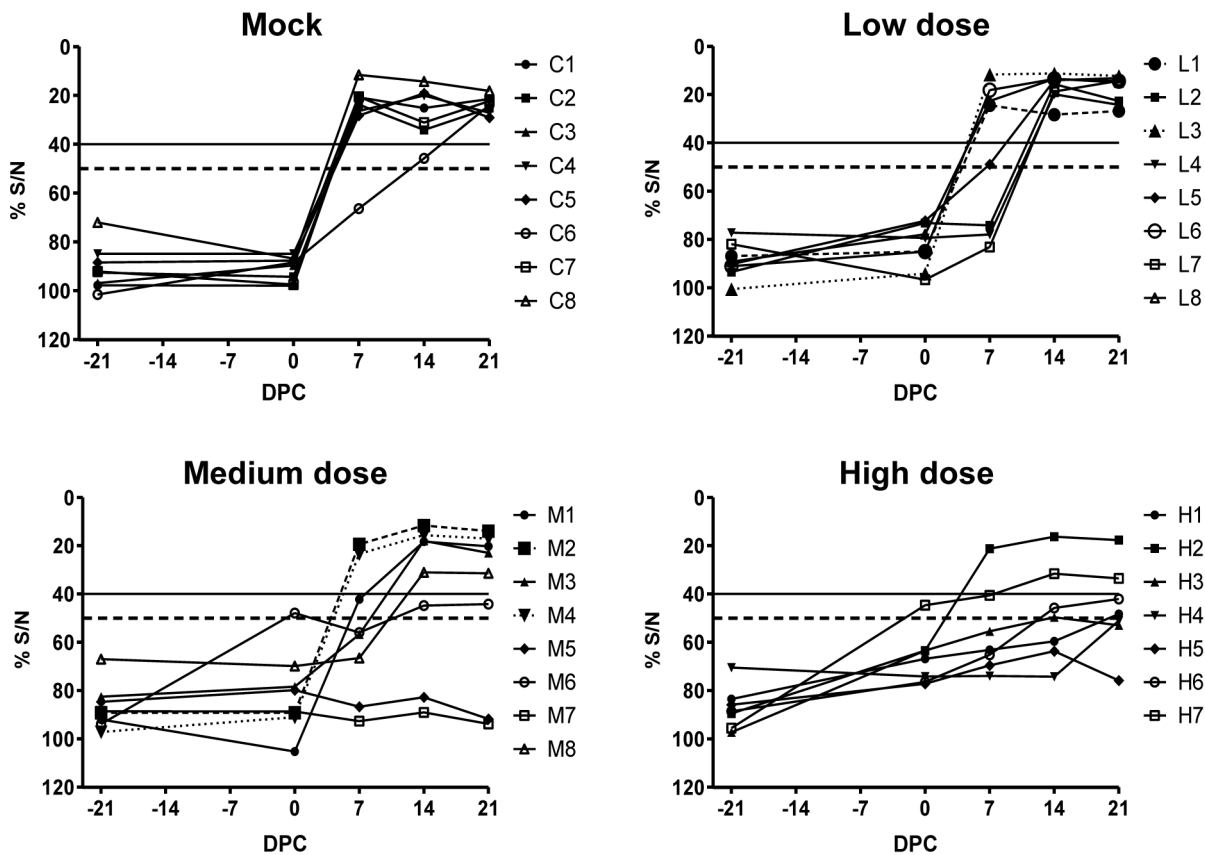 Mock
0
20
40
60
80
100
120
% S/N
-21
-14
-7
0
7
14
21
DPC
C1
C2
C3
C4
C5
C6
C7
C8
Low dose
0
20
40
60
80
100
120
% S/N
-21
-14
-7
0
7
14
21
DPC
L1
L2
L3
L4
L5
L6
L7
L8
Medium dose
0
20
40
60
80
100
120
% S/N
-21
-14
-7
0
7
14
21
DPC
M1
M2
M3
M4
M5
M6
M7
M8
High dose
0
20
40
60
80
100
120
% S/N
-21
-14
-7
0
7
14
21
DPC
H1
H2
H3
H4
H5
H6
H7